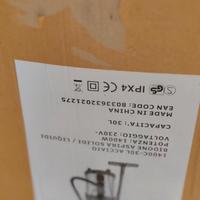 1400C-30L ACCIAIO
BIDONE ASPIRA SOLIDI / LIQUIDI
POTENZA: 1400W
VOLTAGGIO: 230V~
CAPACITA': 30L
MADE IN CHINA
EAN CODE: 8033632021275
GS IPX4